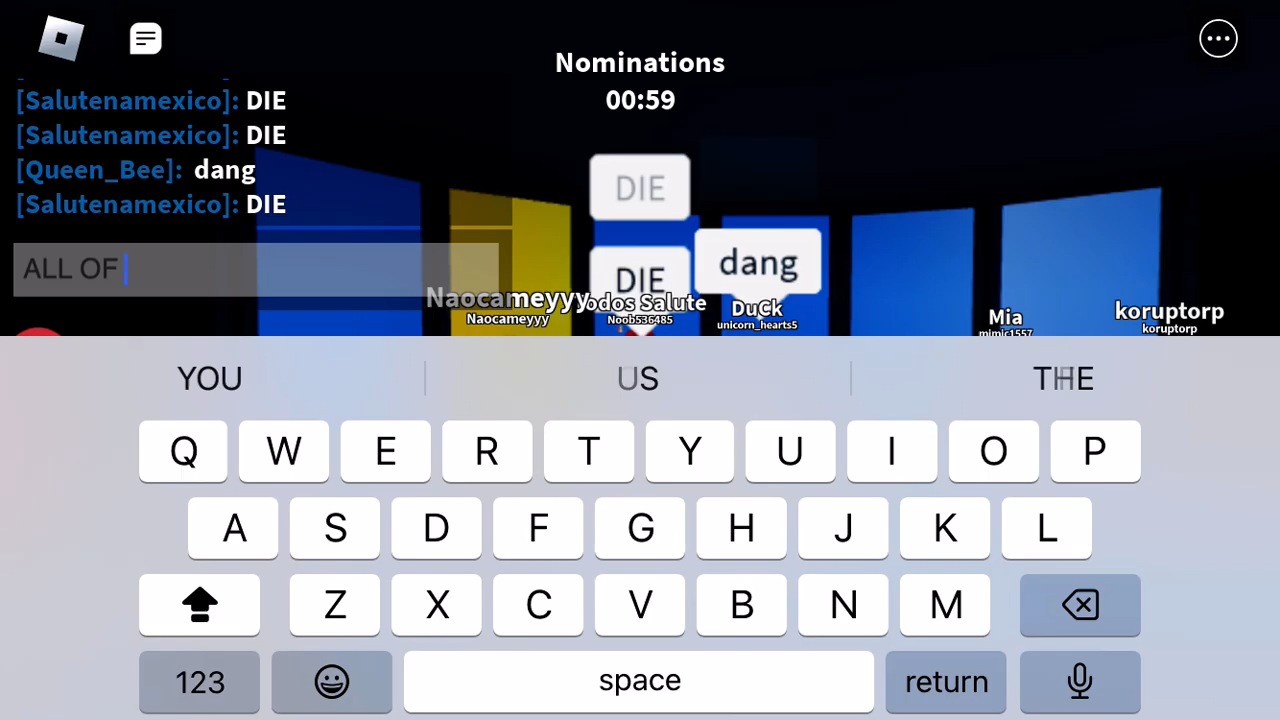 Nominations
00:59
[Salutenamexico]: DIE
[Salutenamexico]: DIE
[Queen_Bee]: dang
[Salutenamexico]: DIE
DIE
DIE
dang
ALL OF
Naocameyyy
Naocameyyy
odos Salute
Noob536485
DuCk
unicorn_hearts5
Mia
mimic1557
koruptorp
koruptorp
YOU US THE
Q W E R T Y U I O P
A S D F G H J K L
Z X C V B N M
123 space return